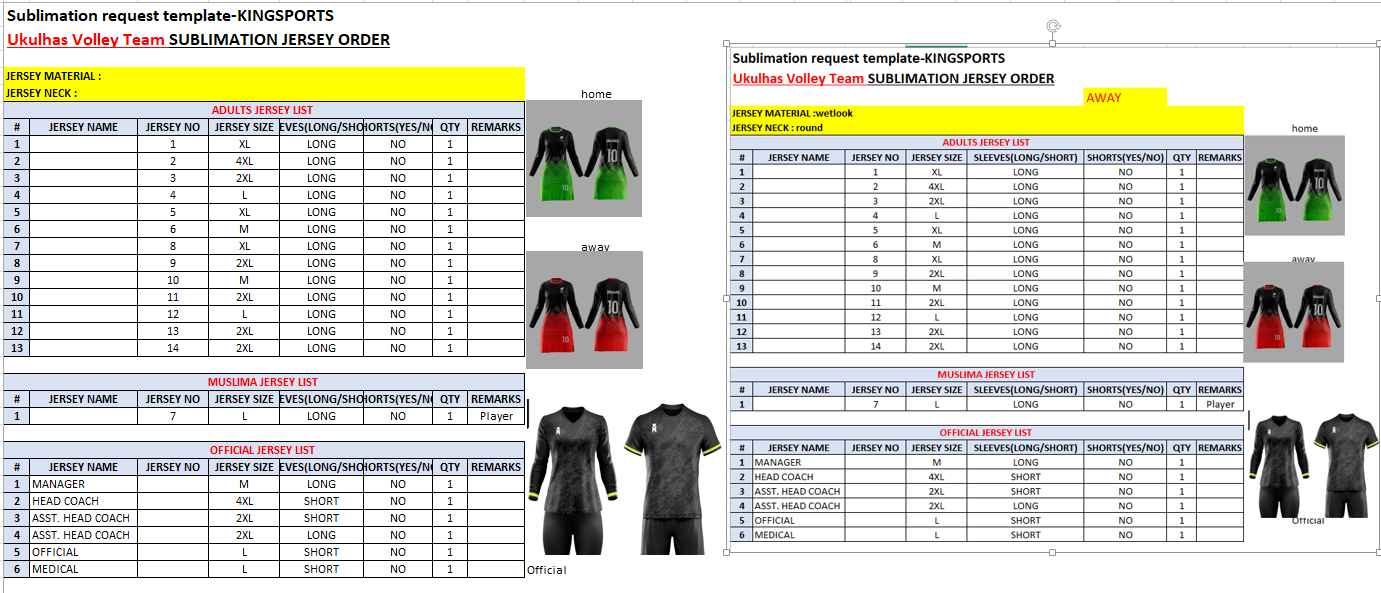 Sublimation request template-KINGSPORTS
Ukulhas Volley Team SUBLIMATION JERSEY ORDER
JERSEY MATERIAL :
JERSEY NECK :
ADULTS JERSEY LIST
# JERSEY NAME JERSEY NO JERSEY SIZE EVES(LONG/SHO HORTS(YES/N QTY REMARKS
1 1 XL LONG NO 1
2 2 4XL LONG NO 1
3 3 2XL LONG NO 1
4 4 L LONG NO 1
5 5 XL LONG NO 1
6 6 M LONG NO 1
7 8 XL LONG NO 1
8 9 2XL LONG NO 1
9 10 M LONG NO 1
10 11 2XL LONG NO 1
11 12 L LONG NO 1
12 13 2XL LONG NO 1
13 14 2XL LONG NO 1
MUSLIMA JERSEY LIST
# JERSEY NAME JERSEY NO JERSEY SIZE EVES(LONG/SHO HORTS(YES/N QTY REMARKS
1 7 L LONG NO 1 Player
OFFICIAL JERSEY LIST
# JERSEY NAME JERSEY NO JERSEY SIZE EVES(LONG/SHO HORTS(YES/N QTY REMARKS
1 MANAGER M LONG NO 1
2 HEAD COACH 4XL SHORT NO 1
3 ASST. HEAD COACH 2XL SHORT NO 1
4 ASST. HEAD COACH 2XL LONG NO 1
5 OFFICIAL L SHORT NO 1
6 MEDICAL L SHORT NO 1
home
10
10
away
10
10
Official
Sublimation request template-KINGSPORTS
Ukulhas Volley Team SUBLIMATION JERSEY ORDER
AWAY
JERSEY MATERIAL :wetlook
JERSEY NECK : round
ADULTS JERSEY LIST
# JERSEY NAME JERSEY NO JERSEY SIZE SLEEVES(LONG/SHORT) SHORTS(YES/NO) QTY REMARKS
1 1 XL LONG NO 1
2 2 4XL LONG NO 1
3 3 2XL LONG NO 1
4 4 L LONG NO 1
5 5 XL LONG NO 1
6 6 M LONG NO 1
7 8 XL LONG NO 1
8 9 2XL LONG NO 1
9 10 M LONG NO 1
10 11 2XL LONG NO 1
11 12 L LONG NO 1
12 13 2XL LONG NO 1
13 14 2XL LONG NO 1
MUSLIMA JERSEY LIST
# JERSEY NAME JERSEY NO JERSEY SIZE SLEEVES(LONG/SHORT) SHORTS(YES/NO) QTY REMARKS
1 7 L LONG NO 1 Player
OFFICIAL JERSEY LIST
# JERSEY NAME JERSEY NO JERSEY SIZE SLEEVES(LONG/SHORT) SHORTS(YES/NO) QTY REMARKS
1 MANAGER M LONG NO 1
2 HEAD COACH 4XL SHORT NO 1
3 ASST. HEAD COACH 2XL SHORT NO 1
4 ASST. HEAD COACH 2XL LONG NO 1
5 OFFICIAL L SHORT NO 1
6 MEDICAL L SHORT NO 1
home
10
10
away
10
10
Official